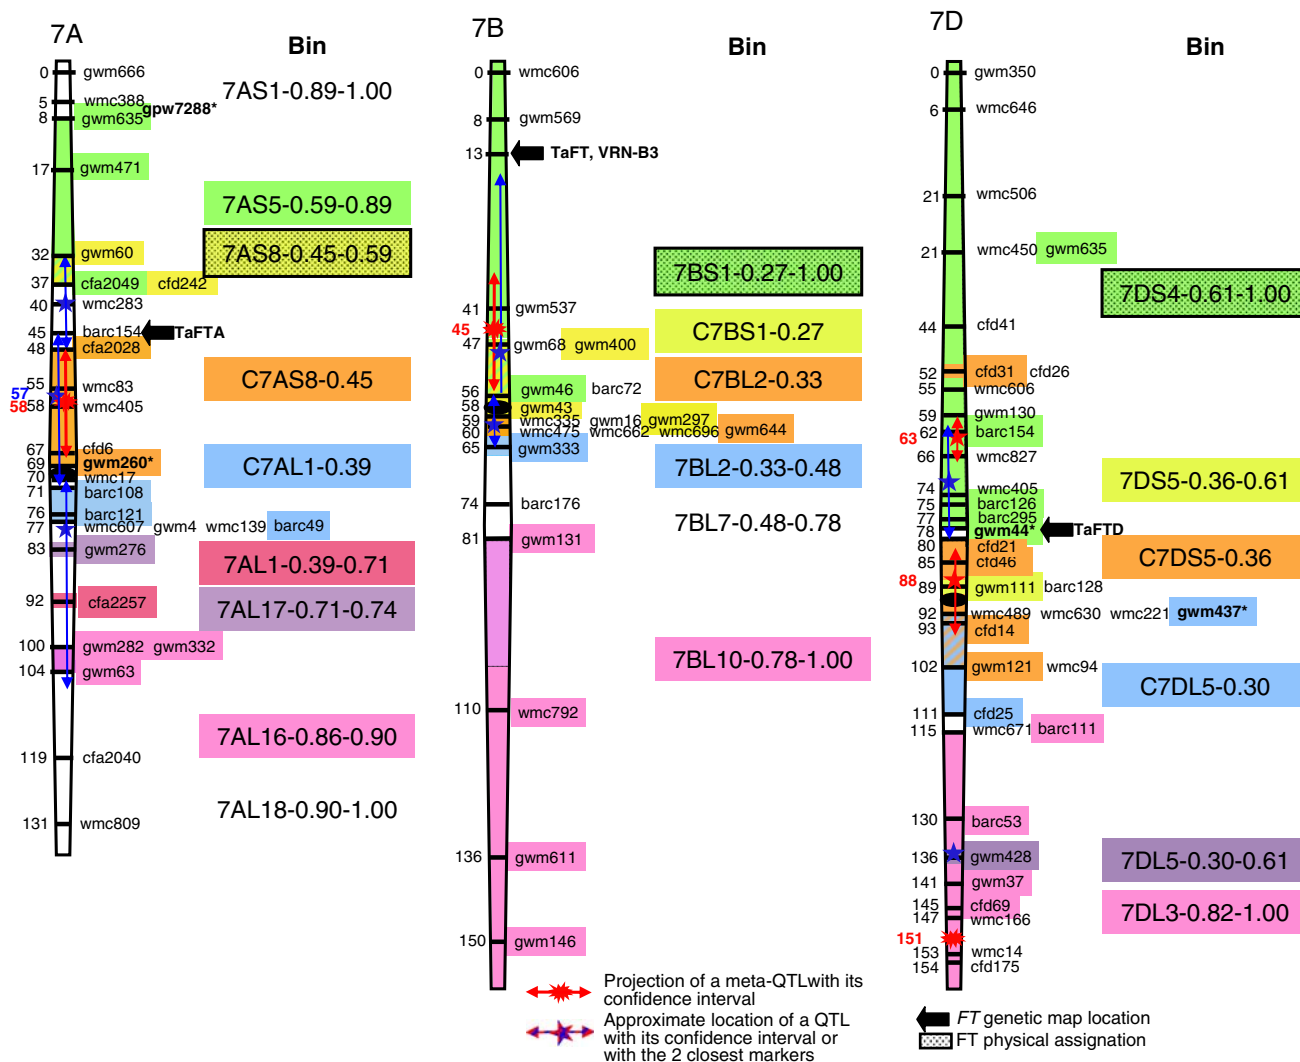 7A
Bin
0 gwm666
7AS1-0.89-1.00
5 wmc388
gpw7288*
8 gwm635
17 gwm471
7AS5-0.59-0.89
32 gwm60
7AS8-0.45-0.59
37 cfa2049 cfd242
40 wmc283
45 barc154 TaFTA
48 cfa2028
C7AS8-0.45
55 wmc83
57
58 58 wmc405
67 cfd6
69 gwm260*
C7AL1-0.39
70 wmc17
71 barc108
76 barc121
77 wmc607 gwm4 wmc139 barc49
83 gwm276
7AL1-0.39-0.71
92 cfa2257
7AL17-0.71-0.74
100 gwm282 gwm332
104 gwm63
7AL16-0.86-0.90
119 cfa2040
7AL18-0.90-1.00
131 wmc809
7B
Bin
0 wmc606
8 gwm569
13 TaFT, VRN-B3
7BS1-0.27-1.00
41 gwm537
45
C7BS1-0.27
47 gwm68 gwm400
C7BL2-0.33
56 gwm46 barc72
58 gwm43
59 wmc335 gwm16 gwm297
60 wmc475 wmc662 wmc696 gwm644
65 gwm333
7BL2-0.33-0.48
74 barc176
7BL7-0.48-0.78
81 gwm131
7BL10-0.78-1.00
110 wmc792
136 gwm611
150 gwm146
7D
Bin
0 gwm350
6 wmc646
21 wmc506
21 wmc450 gwm635
7DS4-0.61-1.00
44 cfd41
52 cfd31 cfd26
55 wmc606
59 gwm130
62 barc154
63
66 wmc827
7DS5-0.36-0.61
74 wmc405
75 barc126
77 barc295
78 gwm44* TaFTD
80 cfd21
C7DS5-0.36
85 cfd46
88
89 gwm111 barc128
92 wmc489 wmc630 wmc221 gwm437*
93 cfd14
102 gwm121 wmc94
C7DL5-0.30
111 cfd25
115 wmc671 barc111
130 barc53
136 gwm428
7DL5-0.30-0.61
141 gwm37
145 cfd69
7DL3-0.82-1.00
147 wmc166
151
153 wmc14
154 cfd175
Projection of a meta-QTLwith its
confidence interval
Approximate location of a QTL
with its confidence interval or
with the 2 closest markers
FT genetic map location
FT physical assignation